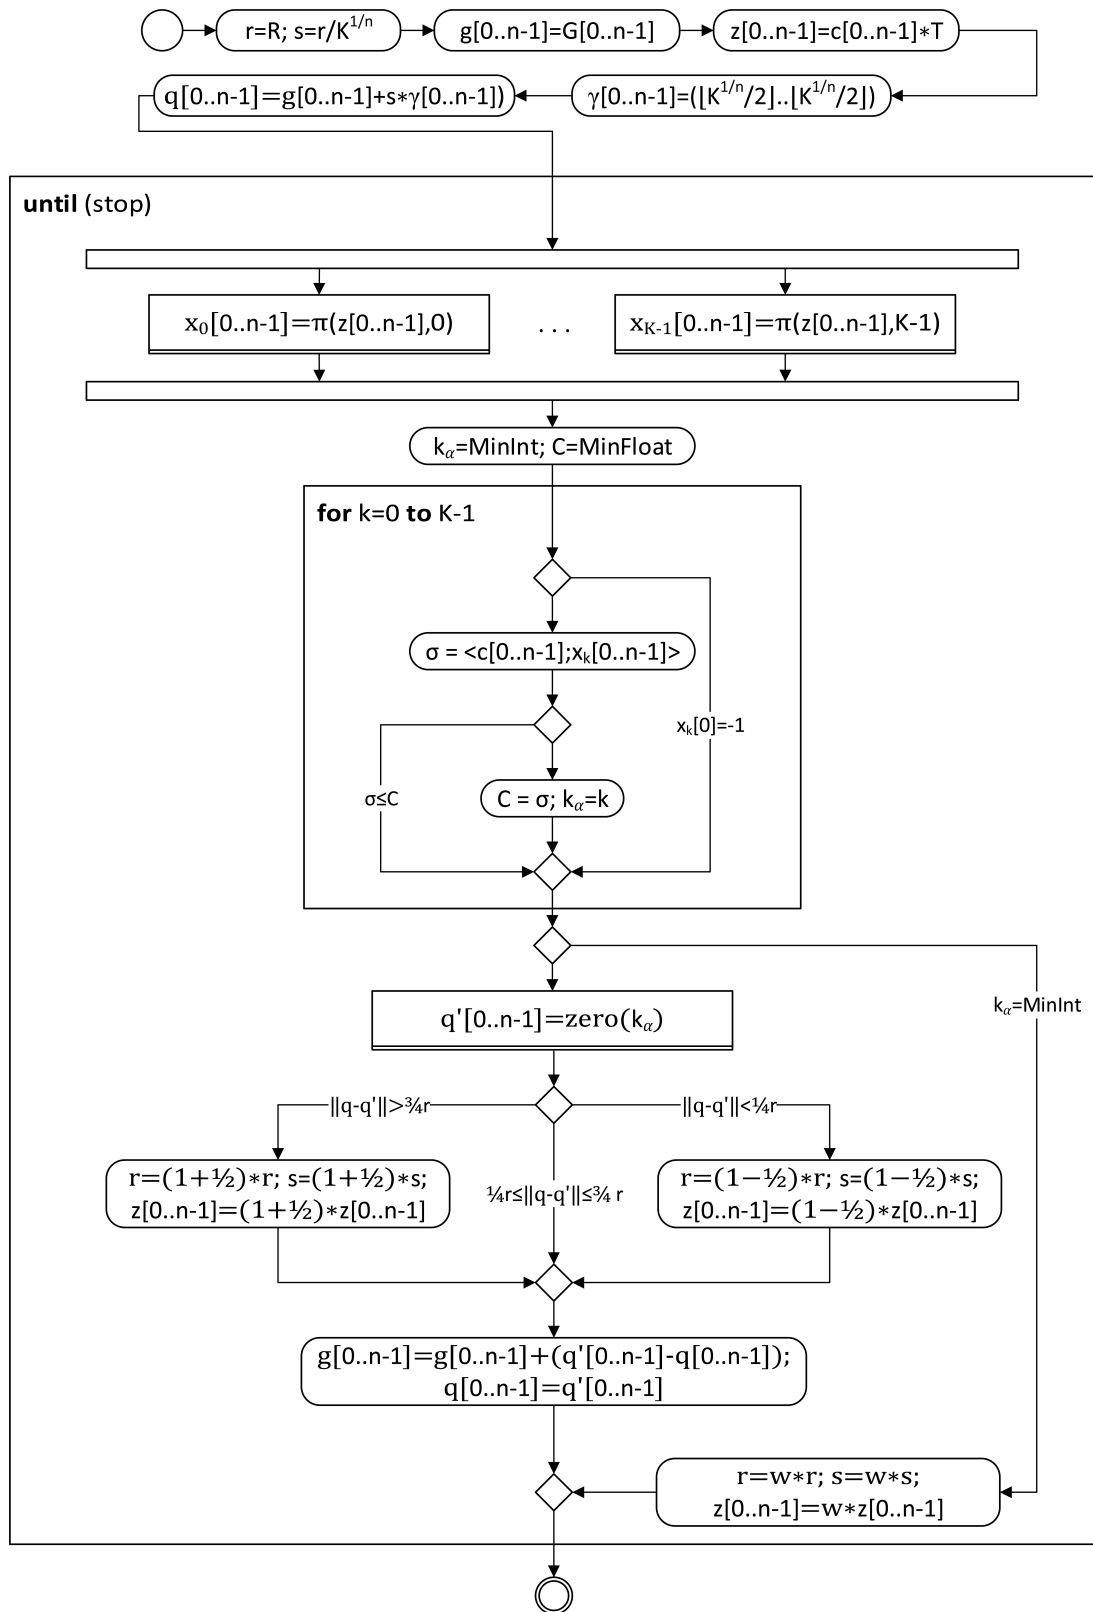 r=R; s=r/K^{1/n}
g[0..n-1]=G[0..n-1]
z[0..n-1]=c[0..n-1]*T
q[0..n-1]=g[0..n-1]+s*γ[0..n-1])
γ[0..n-1]=(⌊K^{1/n}/2⌋..⌊K^{1/n}/2⌋)
until (stop)
x₀[0..n-1]=π(z[0..n-1],0)
. . .
x_{K-1}[0..n-1]=π(z[0..n-1],K-1)
k_α=MinInt; C=MinFloat
for k=0 to K-1
σ = <c[0..n-1];x_k[0..n-1]>
x_k[0]=-1
σ≤C
C = σ; k_α=k
k_α=MinInt
q'[0..n-1]=zero(k_α)
‖q-q'‖>¾r
‖q-q'‖<¼r
r=(1+½)*r; s=(1+½)*s;
z[0..n-1]=(1+½)*z[0..n-1]
¼r≤‖q-q'‖≤¾ r
r=(1−½)*r; s=(1−½)*s;
z[0..n-1]=(1−½)*z[0..n-1]
g[0..n-1]=g[0..n-1]+(q'[0..n-1]-q[0..n-1]);
q[0..n-1]=q'[0..n-1]
r=w*r; s=w*s;
z[0..n-1]=w*z[0..n-1]